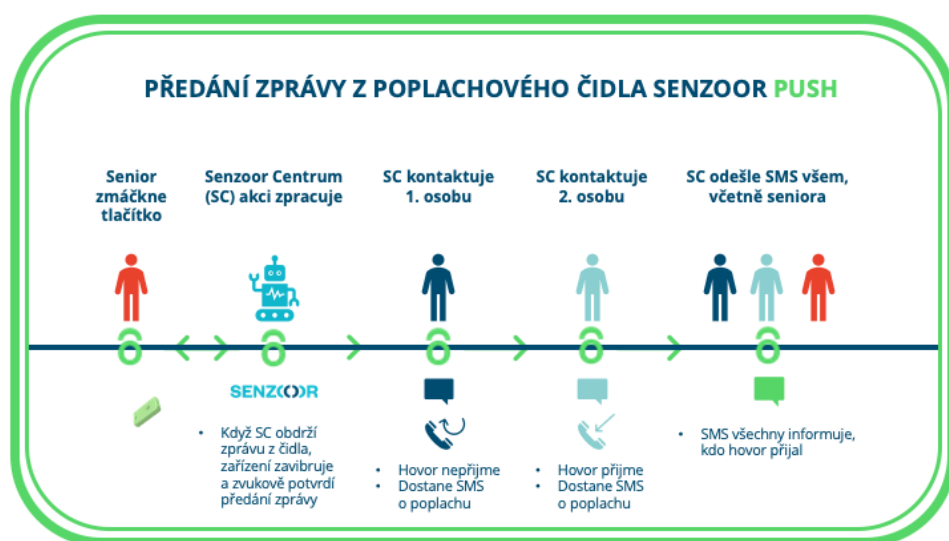 PŘEDÁNÍ ZPRÁVY Z POPLACHOVÉHO ČIDLA SENZOOR PUSH
Senior
zmáčkne
tlačítko
Senzoor Centrum
(SC) akci zpracuje
SC kontaktuje
1. osobu
SC kontaktuje
2. osobu
SC odešle SMS všem,
včetně seniora
SENZOOR
• Když SC obdrží
zprávu z čidla,
zařízení zavibruje
a zvukově potvrdí
předání zprávy
• Hovor nepřijme
• Dostane SMS
o poplachu
• Hovor přijme
• Dostane SMS
o poplachu
• SMS všechny informuje,
kdo hovor přijal